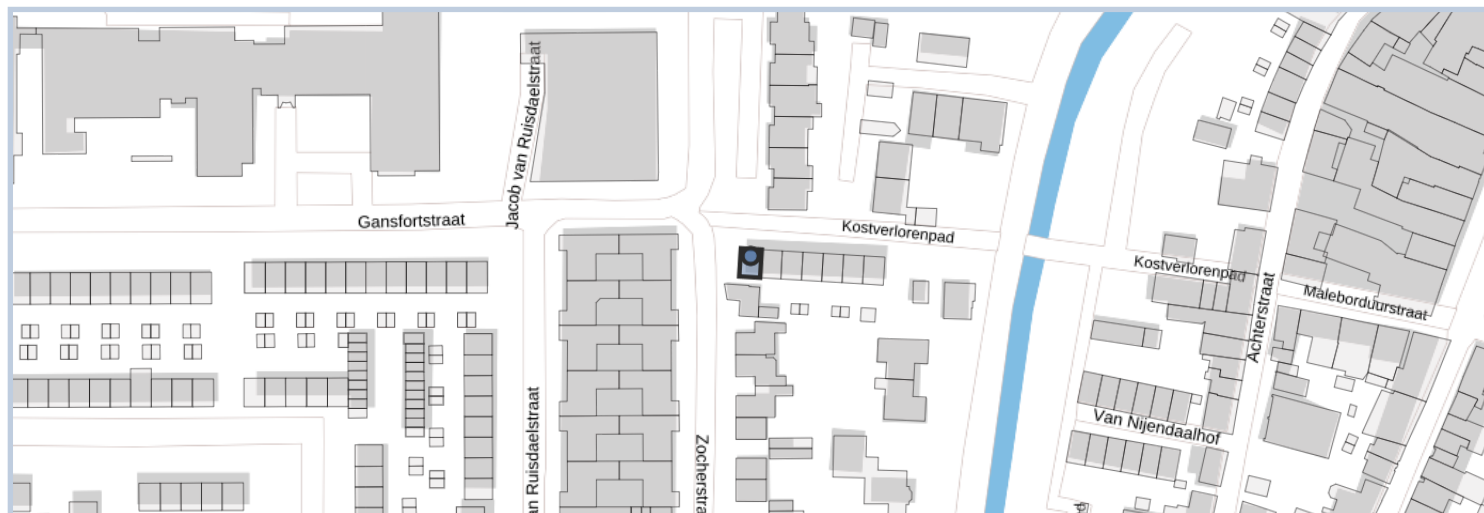 Jacob van Ruisdaelstraat
Gansfortstraat
Kostverlorenpad
Kostverlorenpad
Maleborduurstraat
Achterstraat
an Ruisdaelstraat
Zocherstra
Van Nijendaalhof